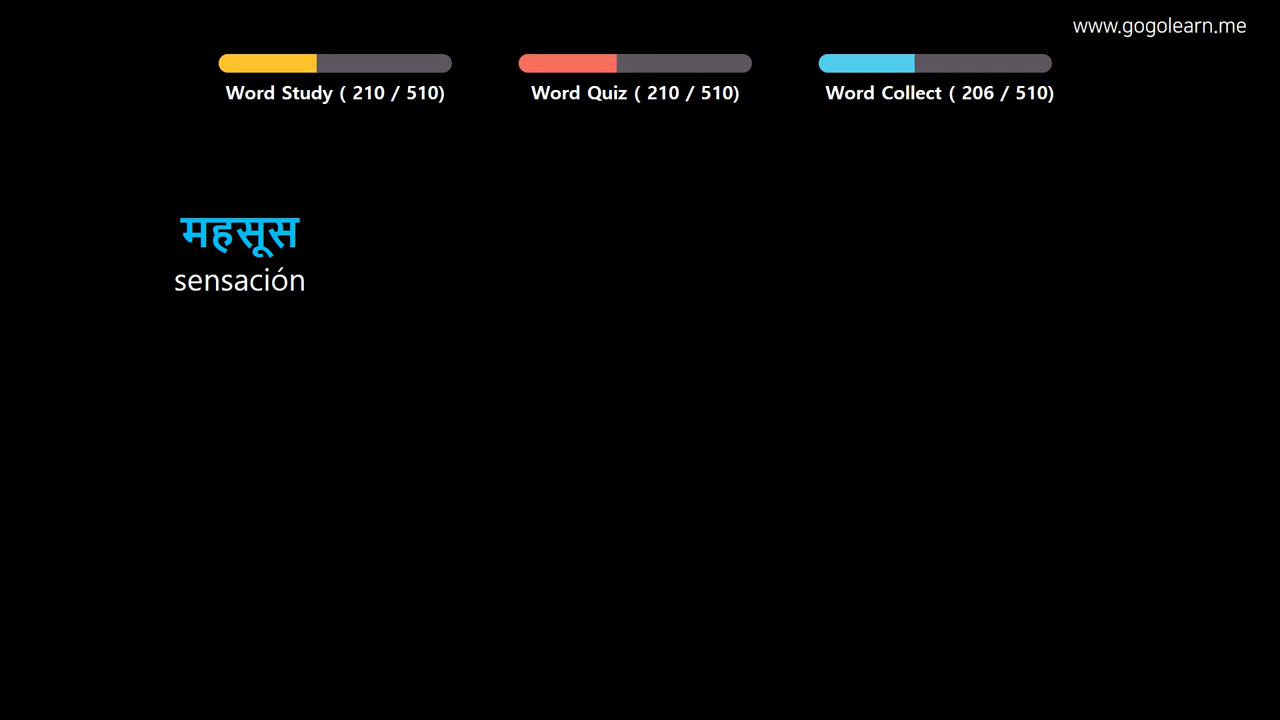 www.gogolearn.me
Word Study ( 210 / 510)
Word Quiz ( 210 / 510)
Word Collect ( 206 / 510)
महसूस
sensación